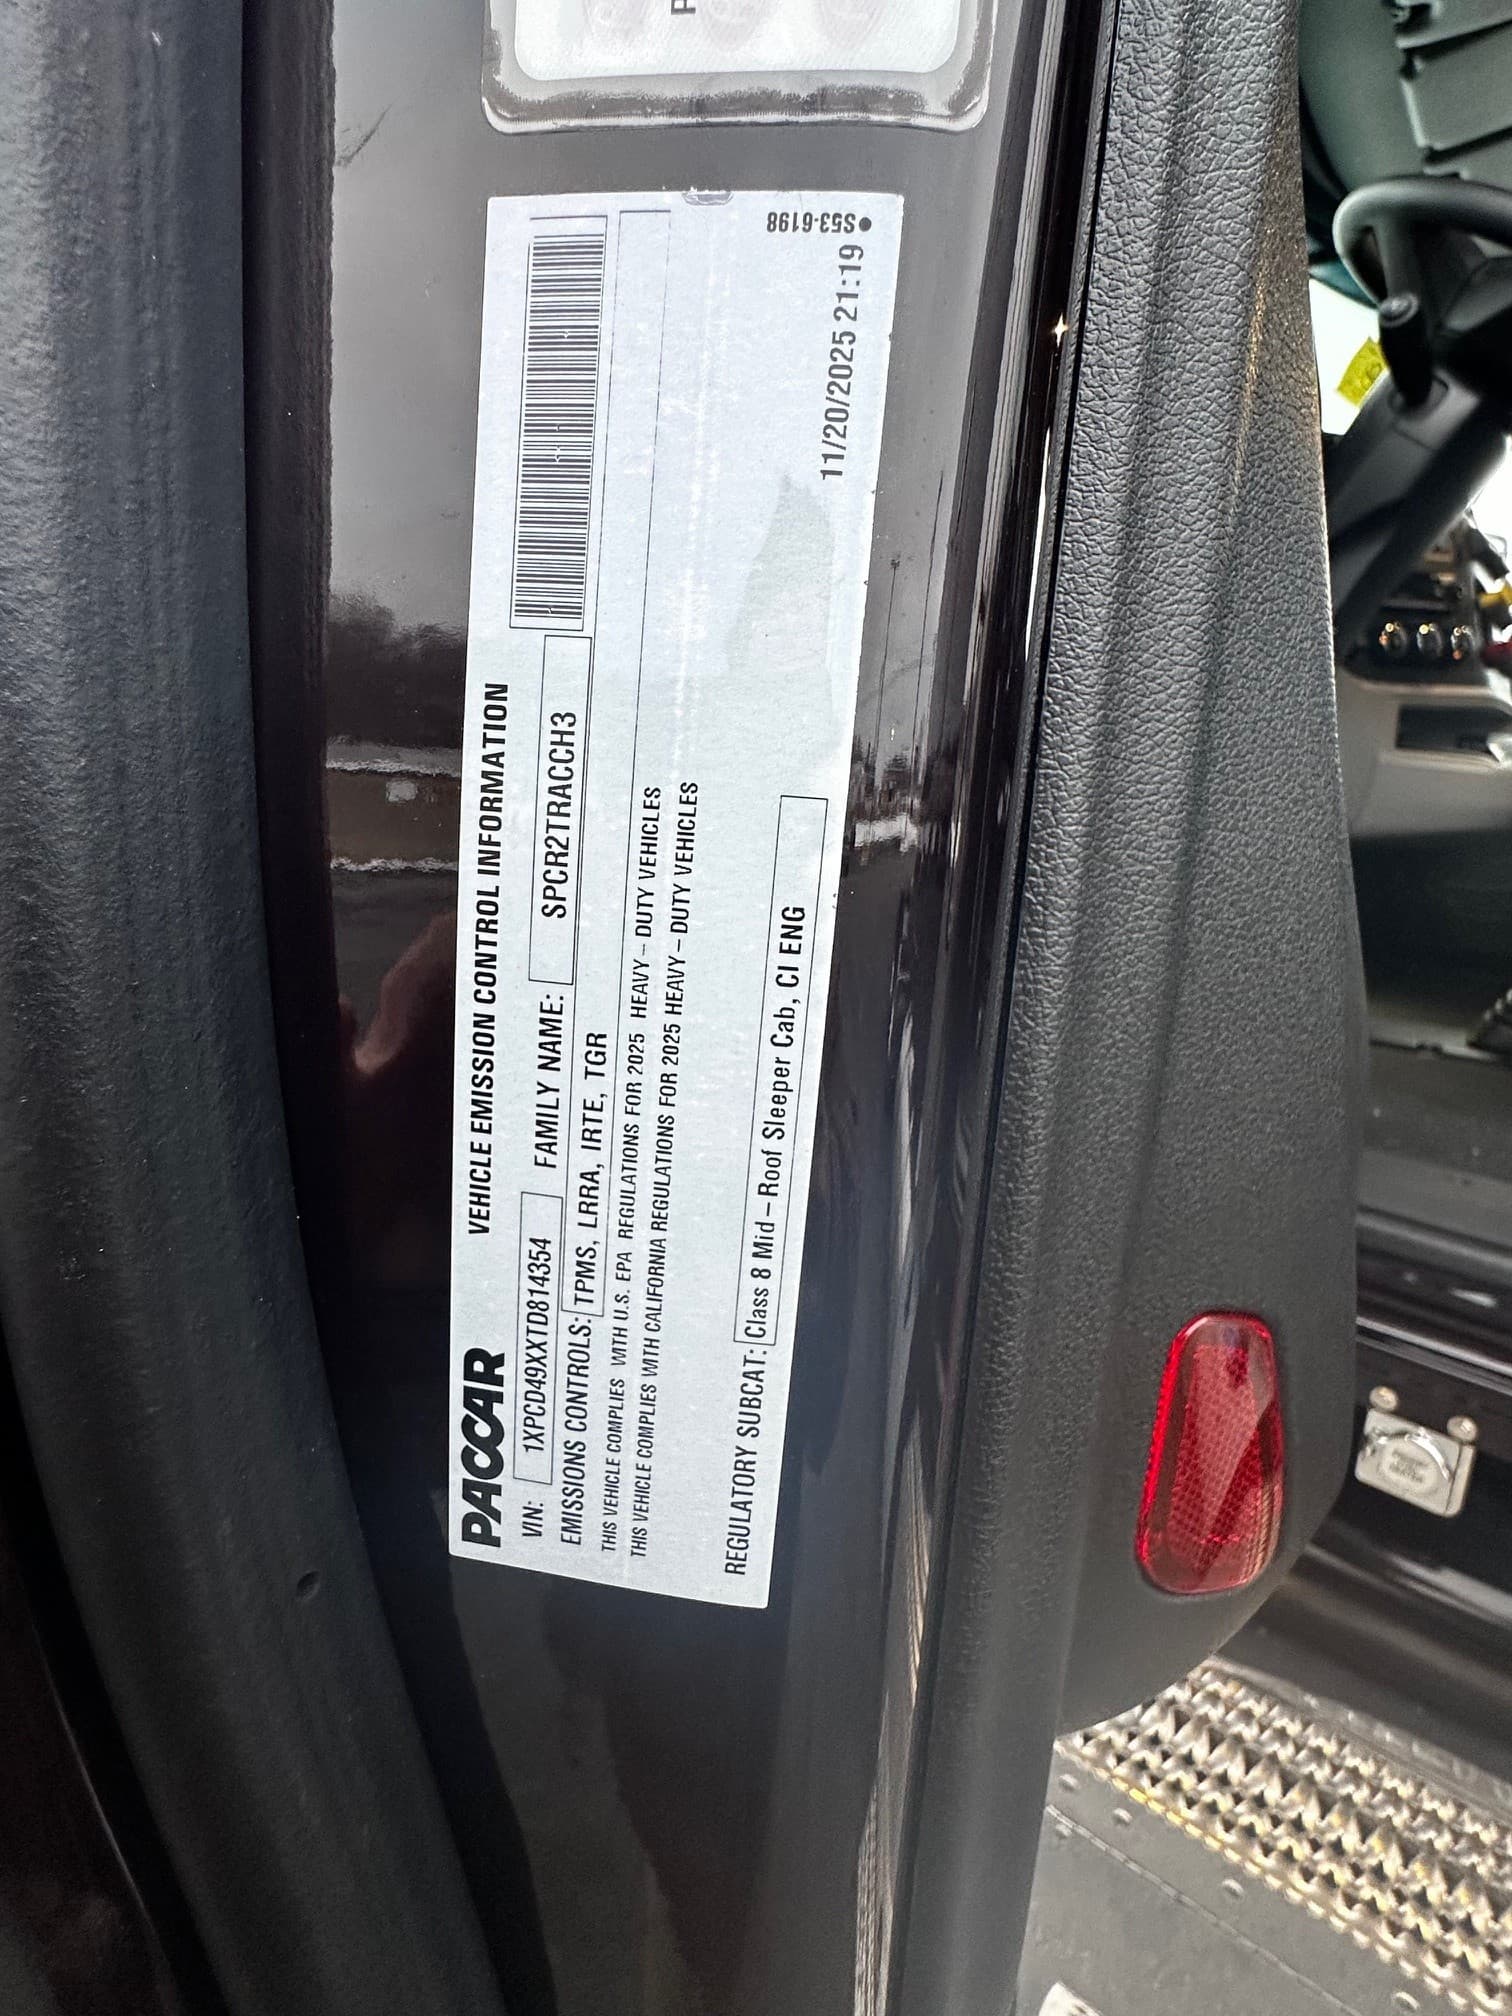 PACCAR VEHICLE EMISSION CONTROL INFORMATION
VIN: 1XPCD49XXTD814354 FAMILY NAME: SPCR2TRACCH3
EMISSIONS CONTROLS: TPMS, LRRA, IRTE, TGR
THIS VEHICLE COMPLIES WITH U.S. EPA REGULATIONS FOR 2025 HEAVY-DUTY VEHICLES
THIS VEHICLE COMPLIES WITH CALIFORNIA REGULATIONS FOR 2025 HEAVY-DUTY VEHICLES
REGULATORY SUBCAT: Class 8 Mid-Roof Sleeper Cab, CI ENG
11/20/2025 21:19
●S53-6198